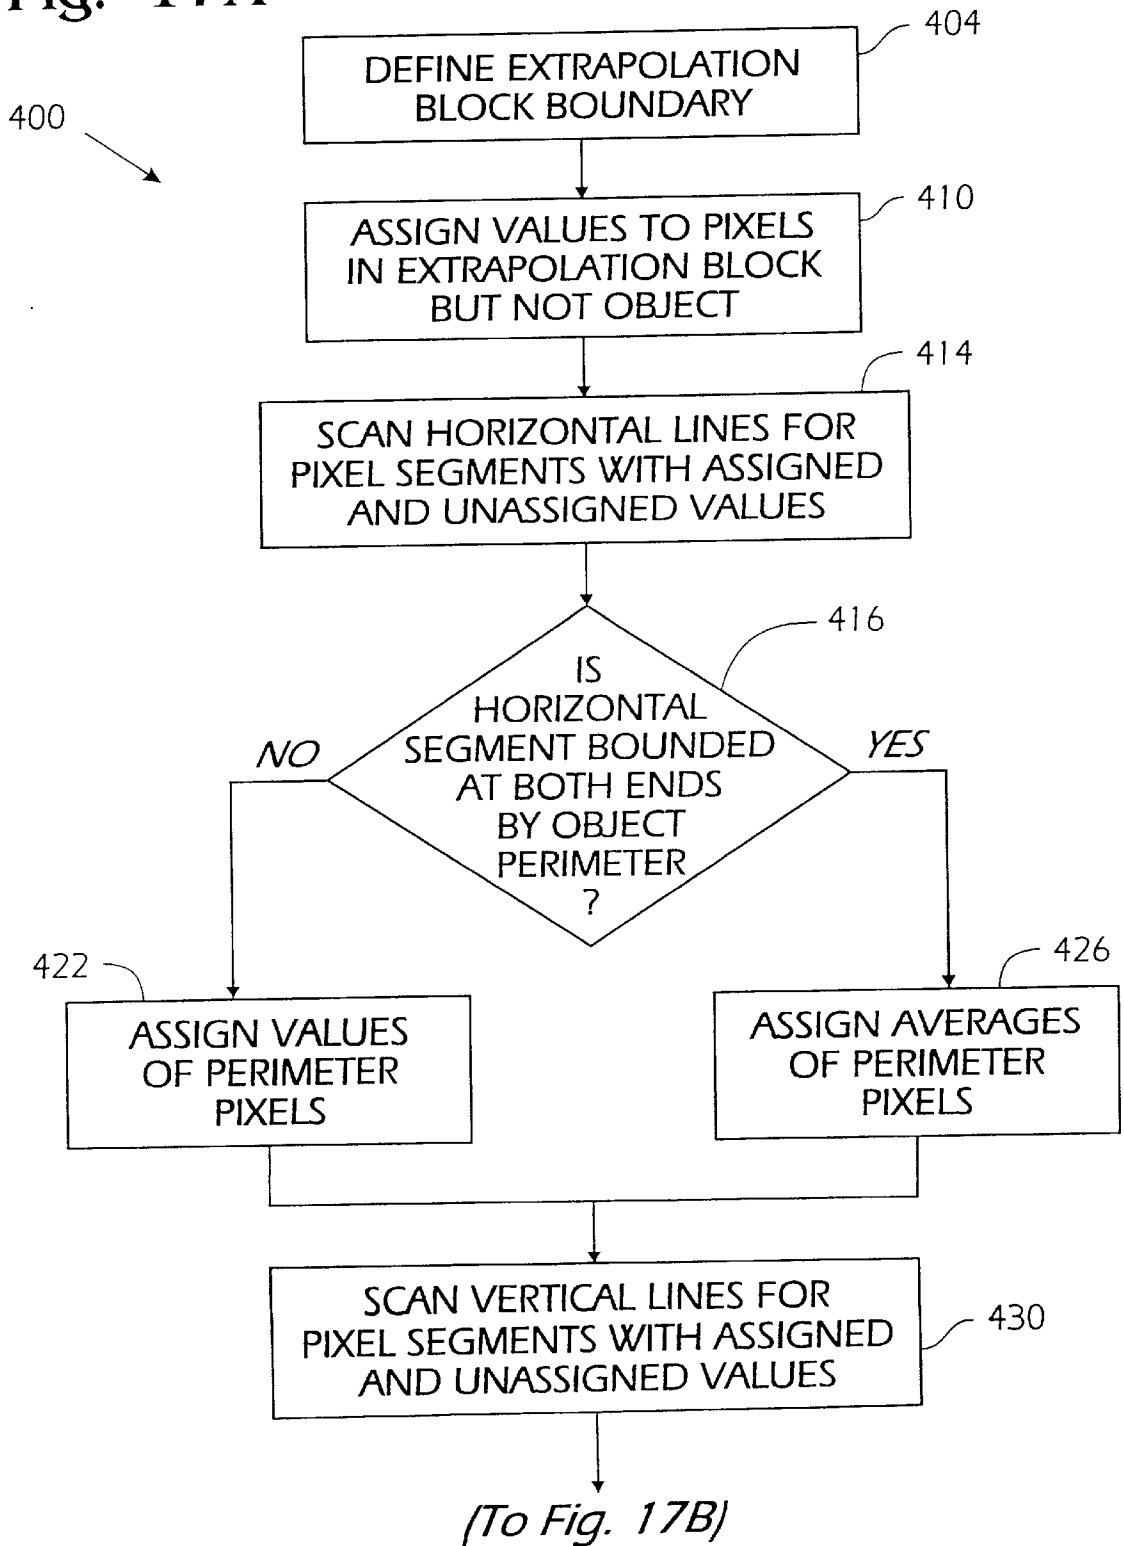 Fig. 17A
404
DEFINE EXTRAPOLATION
BLOCK BOUNDARY
400
410
ASSIGN VALUES TO PIXELS
IN EXTRAPOLATION BLOCK
BUT NOT OBJECT
414
SCAN HORIZONTAL LINES FOR
PIXEL SEGMENTS WITH ASSIGNED
AND UNASSIGNED VALUES
416
IS
HORIZONTAL
SEGMENT BOUNDED
AT BOTH ENDS
BY OBJECT
PERIMETER
?
NO
YES
422
426
ASSIGN VALUES
OF PERIMETER
PIXELS
ASSIGN AVERAGES
OF PERIMETER
PIXELS
SCAN VERTICAL LINES FOR
PIXEL SEGMENTS WITH ASSIGNED
AND UNASSIGNED VALUES
430
(To Fig. 17B)